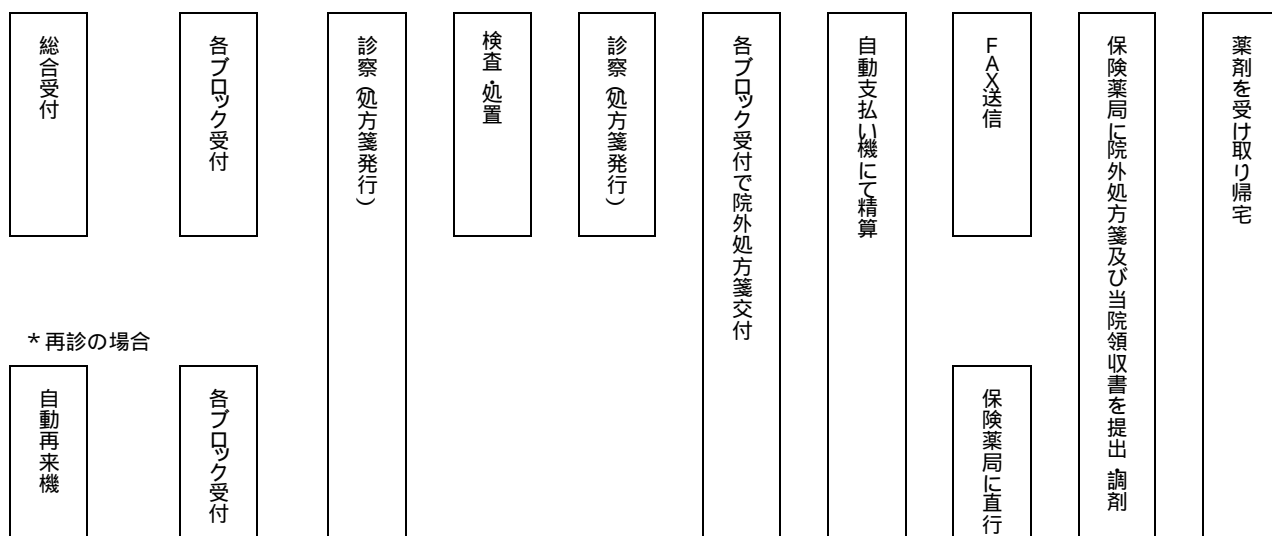 総合受付
各ブロック受付
診察（処方箋発行）
検査・処置
診察（処方箋発行）
各ブロック受付で院外処方箋交付
自動支払い機にて精算
FAX送信
保険薬局に院外処方箋及び当院領収書を提出・調剤
薬剤を受け取り帰宅
*再診の場合
自動再来機
各ブロック受付
保険薬局に直行